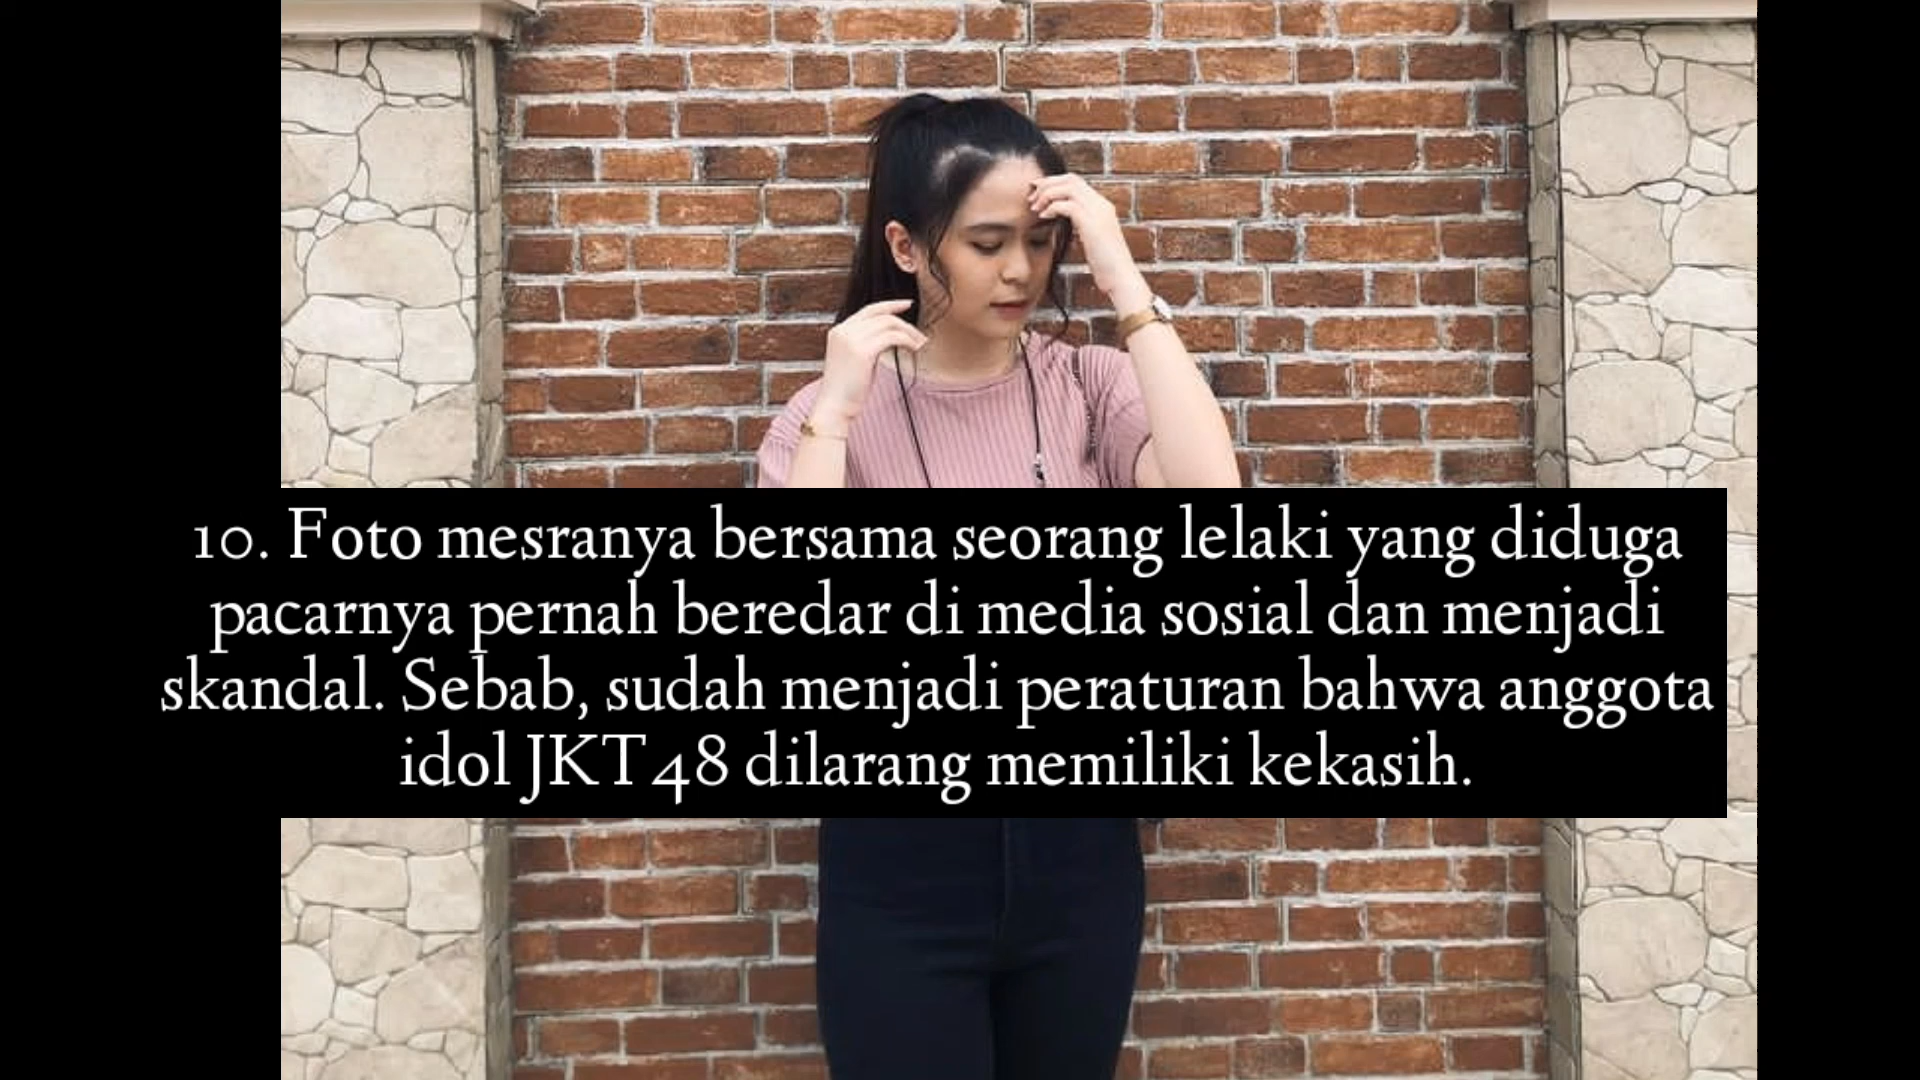 10. Foto mesranya bersama seorang lelaki yang diduga
pacarnya pernah beredar di media sosial dan menjadi
skandal. Sebab, sudah menjadi peraturan bahwa anggota
idol JKT48 dilarang memiliki kekasih.